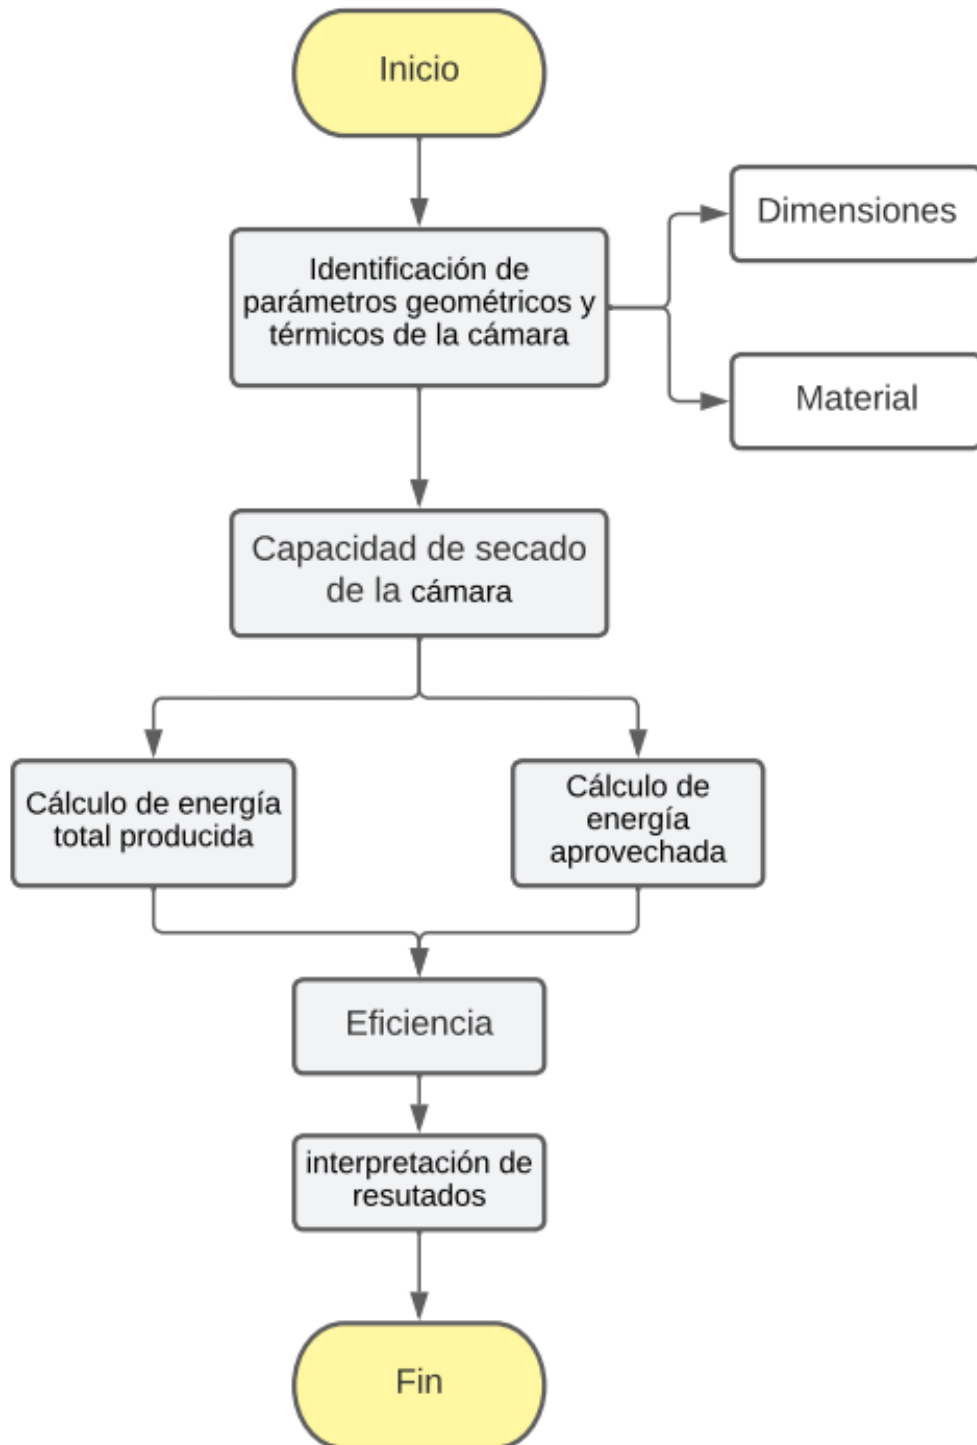 Inicio
Dimensiones
Identificación de
parámetros geométricos y
térmicos de la cámara
Material
Capacidad de secado
de la cámara
Cálculo de energía
total producida
Cálculo de
energía
aprovechada
Eficiencia
interpretación de
resutados
Fin